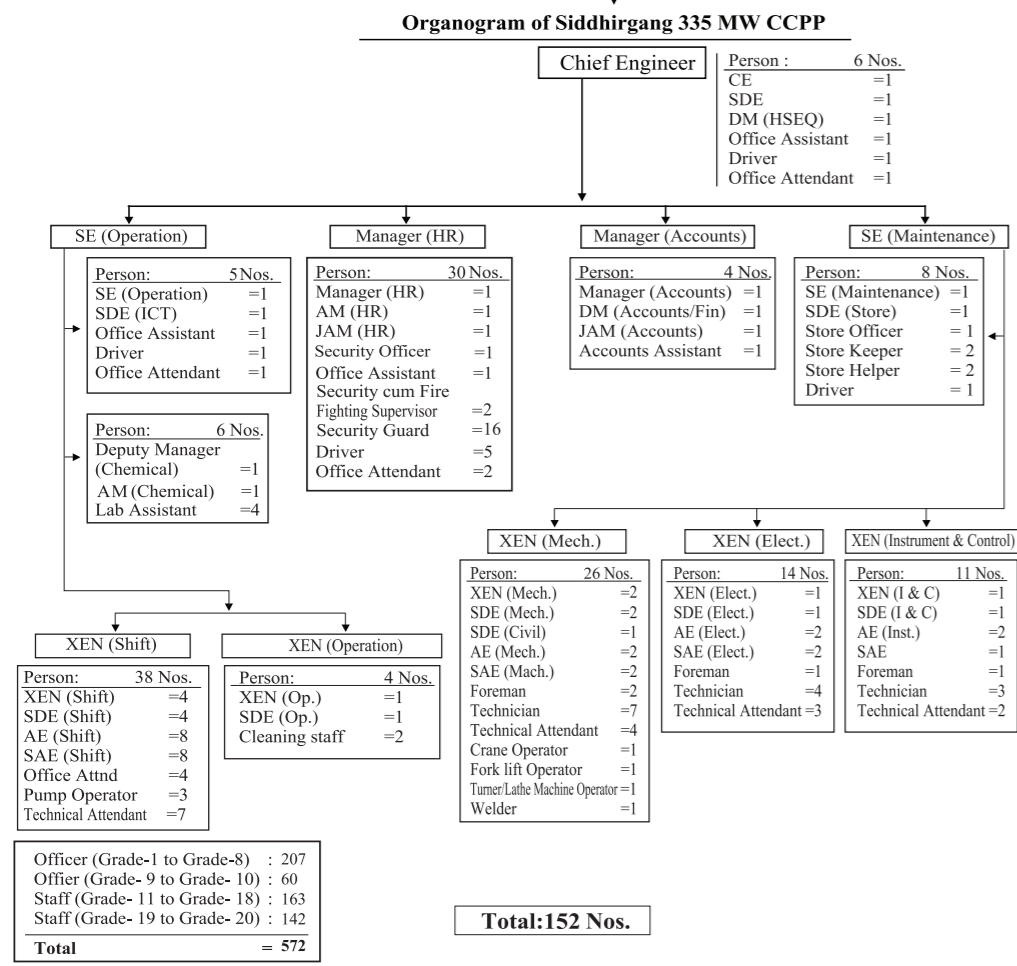 Organogram of Siddhirgang 335 MW CCPP
Chief Engineer
Person : 6 Nos.
CE =1
SDE =1
DM (HSEQ) =1
Office Assistant =1
Driver =1
Office Attendant =1
SE (Operation)
Person: 5Nos.
SE (Operation) =1
SDE (ICT) =1
Office Assistant =1
Driver =1
Office Attendant =1
Person: 6 Nos.
Deputy Manager
(Chemical) =1
AM (Chemical) =1
Lab Assistant =4
Manager (HR)
Person: 30 Nos.
Manager (HR) =1
AM (HR) =1
JAM (HR) =1
Security Officer =1
Office Assistant =1
Security cum Fire
Fighting Supervisor =2
Security Guard =16
Driver =5
Office Attendant =2
Manager (Accounts)
Person: 4 Nos.
Manager (Accounts) =1
DM (Accounts/Fin) =1
JAM (Accounts) =1
Accounts Assistant =1
SE (Maintenance)
Person: 8 Nos.
SE (Maintenance) =1
SDE (Store) =1
Store Officer = 1
Store Keeper = 2
Store Helper = 2
Driver = 1
XEN (Shift)
Person: 38 Nos.
XEN (Shift) =4
SDE (Shift) =4
AE (Shift) =8
SAE (Shift) =8
Office Attnd =4
Pump Operator =3
Technical Attendant =7
XEN (Operation)
Person: 4 Nos.
XEN (Op.) =1
SDE (Op.) =1
Cleaning staff =2
XEN (Mech.)
Person: 26 Nos.
XEN (Mech.) =2
SDE (Mech.) =2
SDE (Civil) =1
AE (Mech.) =2
SAE (Mach.) =2
Foreman =2
Technician =7
Technical Attendant =4
Crane Operator =1
Fork lift Operator =1
Turner/Lathe Machine Operator =1
Welder =1
XEN (Elect.)
Person: 14 Nos.
XEN (Elect.) =1
SDE (Elect.) =1
AE (Elect.) =2
SAE (Elect.) =2
Foreman =1
Technician =4
Technical Attendant =3
XEN (Instrument & Control)
Person: 11 Nos.
XEN (I & C) =1
SDE (I & C) =1
AE (Inst.) =2
SAE =1
Foreman =1
Technician =3
Technical Attendant =2
Officer (Grade-1 to Grade-8) : 207
Offier (Grade- 9 to Grade- 10) : 60
Staff (Grade- 11 to Grade- 18) : 163
Staff (Grade- 19 to Grade- 20) : 142
Total = 572
Total:152 Nos.